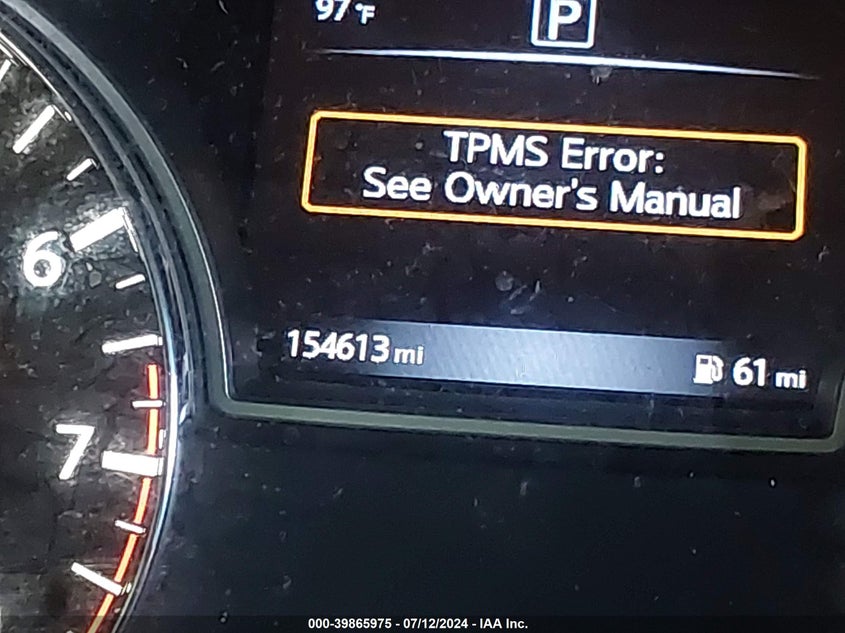 97 °F P
TPMS Error:
See Owner's Manual
6
154613 mi 61 mi
7
000-39865975 - 07/12/2024 - IAA Inc.